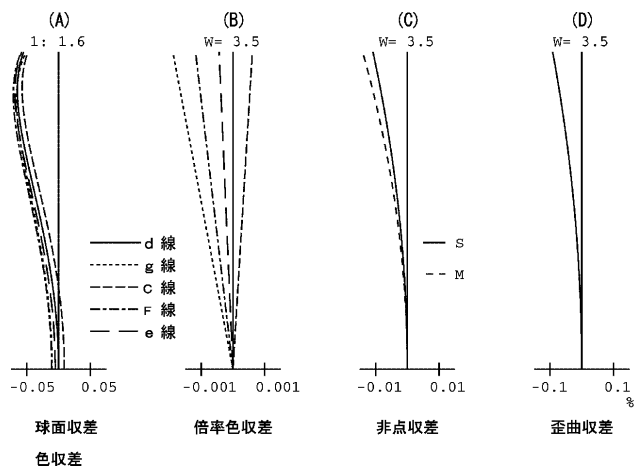 (A)
(B)
(C)
(D)
1: 1.6
W= 3.5
W= 3.5
W= 3.5
d 線
g 線
C 線
F 線
e 線
S
M
-0.05 0.05
-0.001 0.001
-0.01 0.01
-0.1 0.1
%
球面収差
色収差
倍率色収差
非点収差
歪曲収差